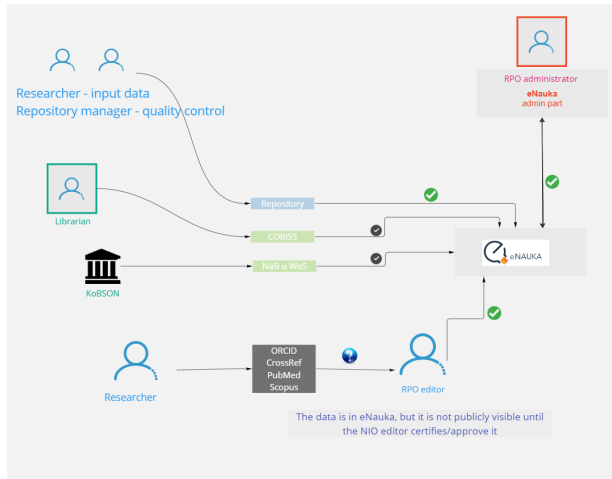 RPO administrator
eNauka
admin part
Researcher - input data
Repository manager - quality control
Librarian
Repository
COBISS
Naši u WoS
KoBSON
eNAUKA
ORCID
CrossRef
PubMed
Scopus
Researcher
RPO editor
The data is in eNauka, but it is not publicly visible until
the NIO editor certifies/approve it